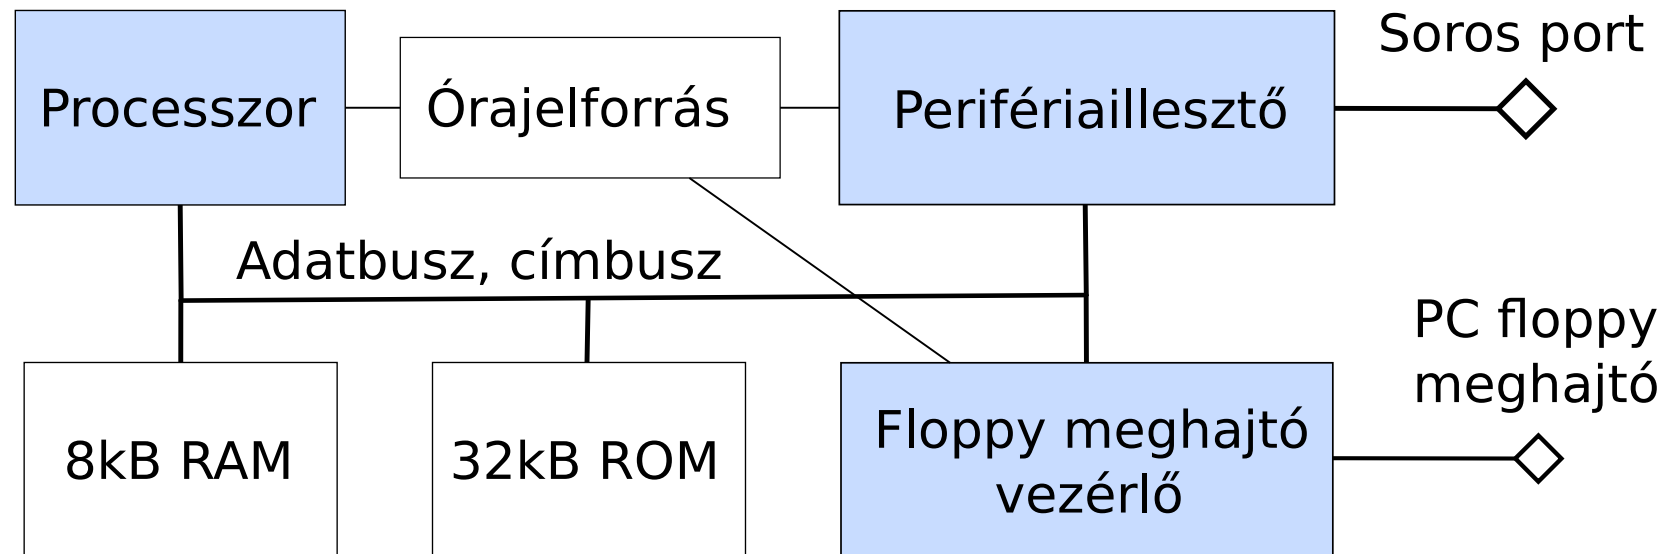 Processzor
Órajelforrás
Perifériaillesztő
Soros port
Adatbusz, címbusz
PC floppy
meghajtó
8kB RAM
32kB ROM
Floppy meghajtó
vezérlő